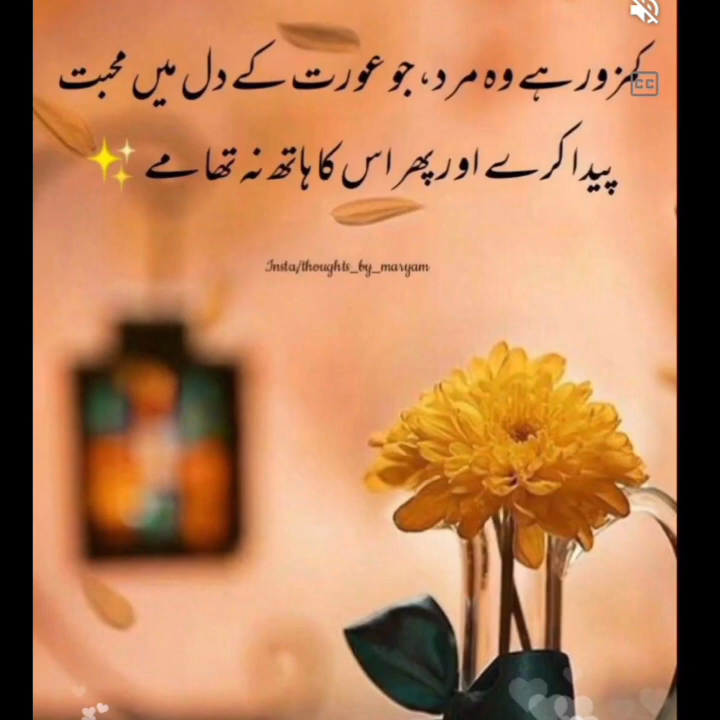 کمزور ہے وہ مرد، جو عورت کے دل میں محبت
پیدا کرے اور پھر اس کا ہاتھ نہ تھامے ✨
Insta/thoughts_by_maryam
CC